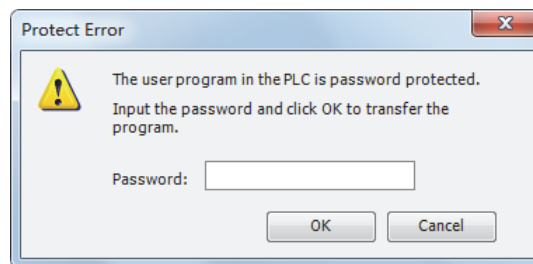 Protect Error
x
The user program in the PLC is password protected.
Input the password and click OK to transfer the
program.
Password:
OK
Cancel